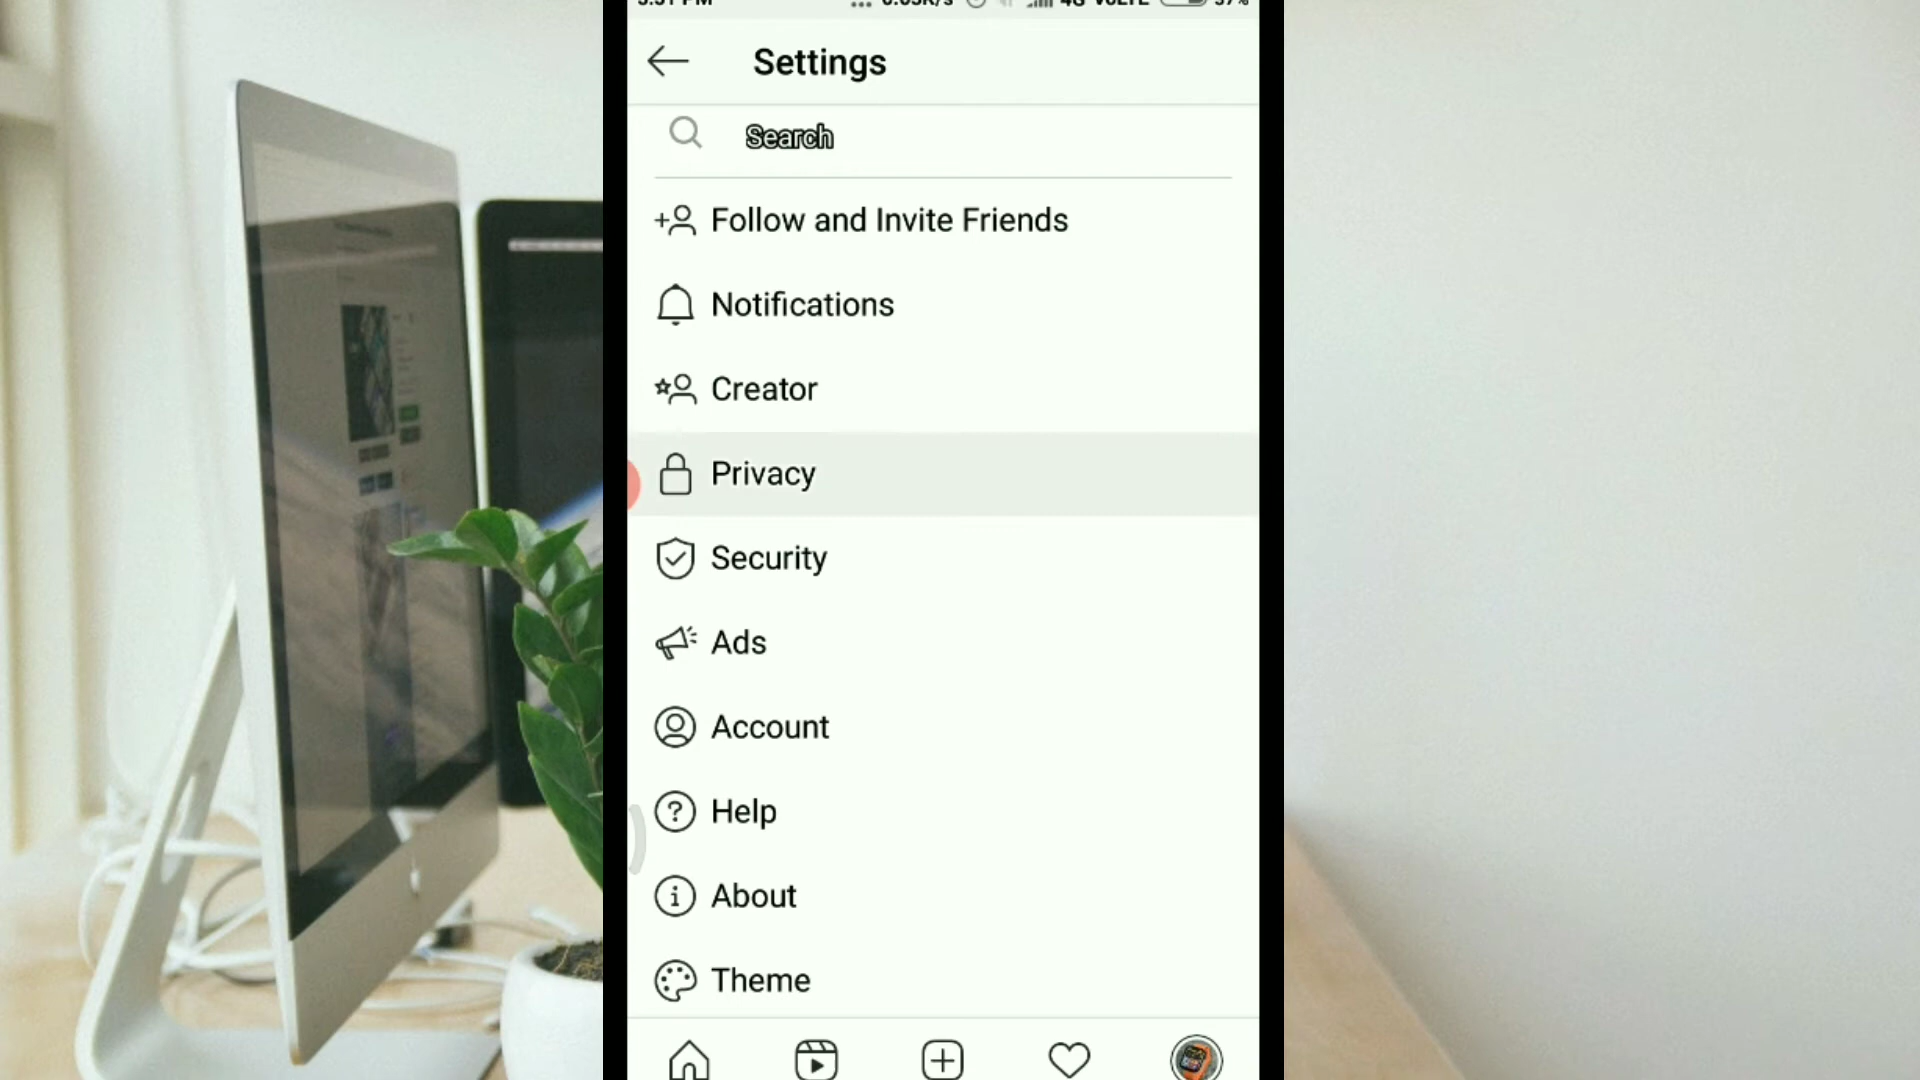 Settings
Search
Follow and Invite Friends
Notifications
Creator
Privacy
Security
Ads
Account
Help
About
Theme